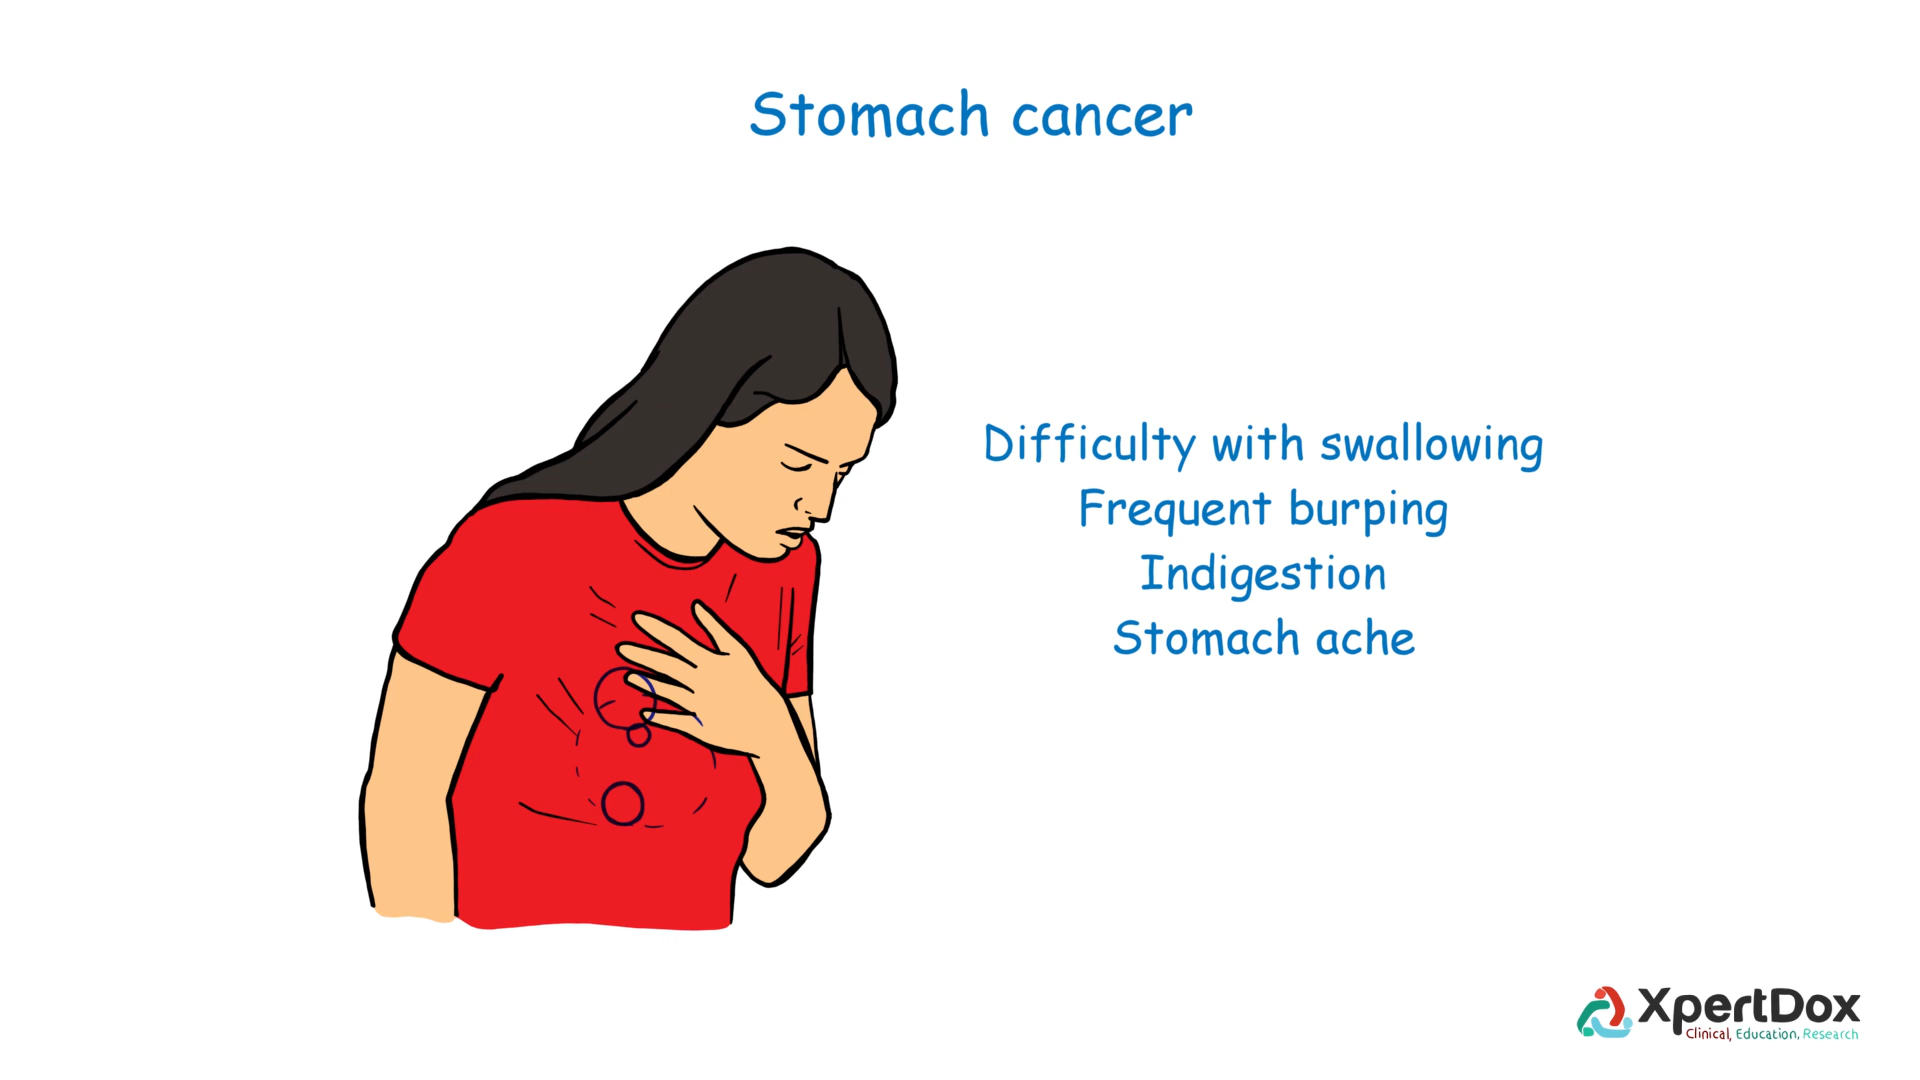 Stomach cancer
Difficulty with swallowing
Frequent burping
Indigestion
Stomach ache
XpertDox
Clinical, Education, Research